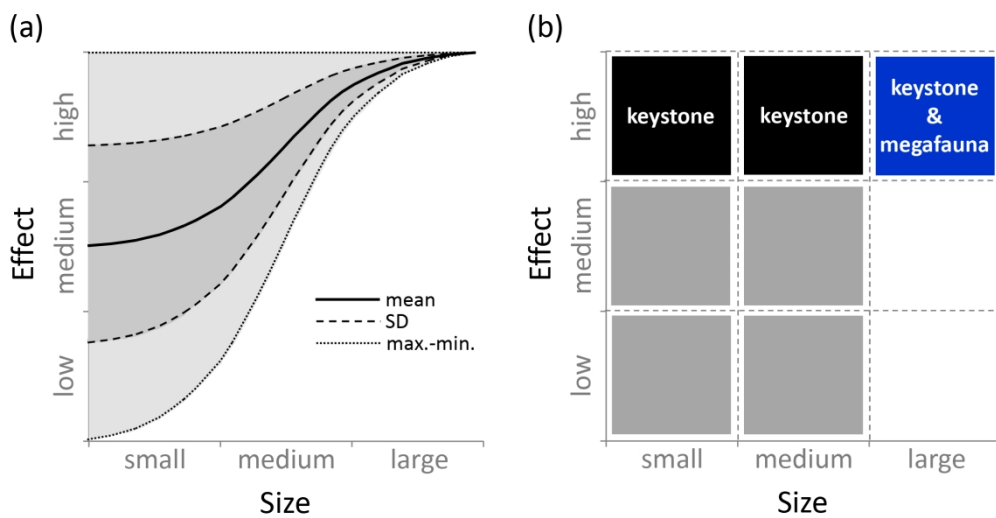 (a)
high
medium
low
Effect
mean
SD
max.-min.
small medium large
Size
(b)
high
medium
low
Effect
keystone
keystone
keystone
&
megafauna
small medium large
Size